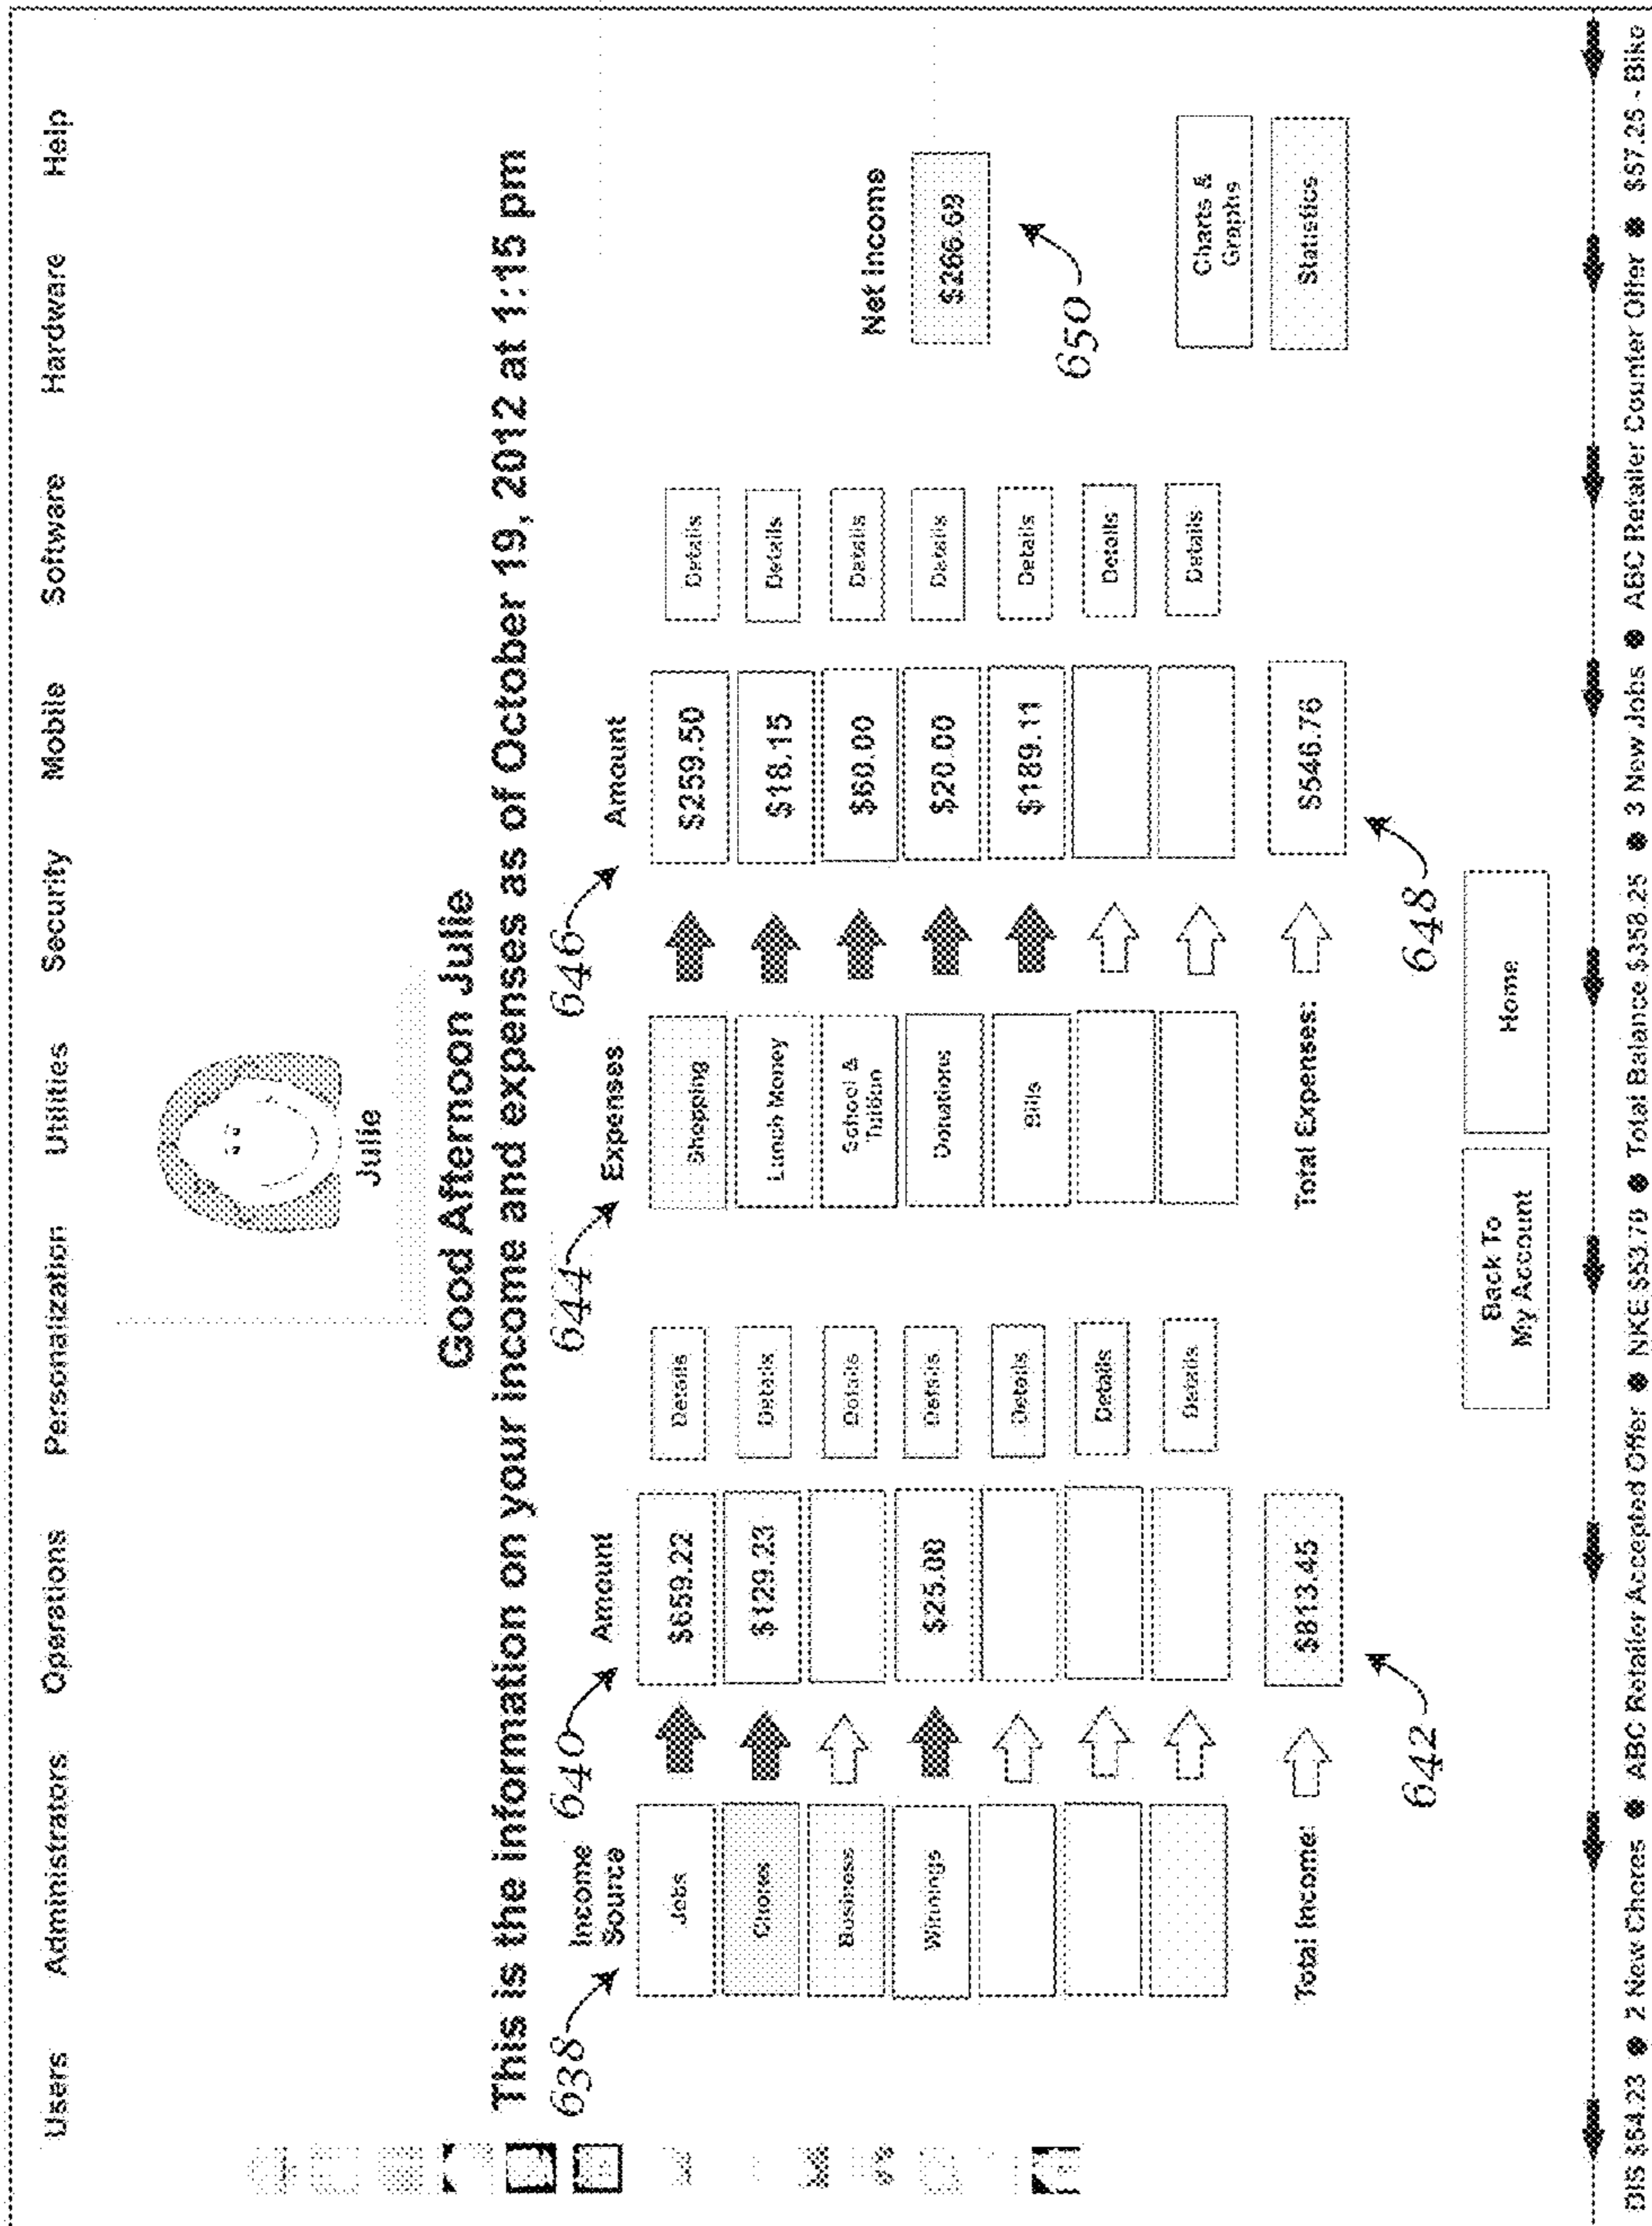 Users Administrators Operations Personalization Utilities Security Mobile Software Hardware Help
Julie
Good Afternoon Julie
This is the information on your income and expenses as of October 19, 2012 at 1:15 pm
638 640 644 646
Income
Source Amount Expenses Amount
Jobs $659.22 Details Shopping $259.50 Details
Chores $129.23 Details Lunch Money $18.15 Details
Business Details School &
Tuition $60.00 Details
Winnings $25.00 Details Donations $20.00 Details
Details Bills $189.11 Details
Details Details
Details Details
Net Income
$266.69
650
Charts &
Graphs
Statistics
Total Income: $813.45 Total Expenses: $546.76
642 648
Back To
My Account
Home
DIS $54.23 ● 2 New Chores ● ABC Retailer Accepted Offer ● NKE $53.70 ● Total Balance $358.25 ● 3 New Jobs ● ABC Retailer Counter Offer ● $57.25 - Bike